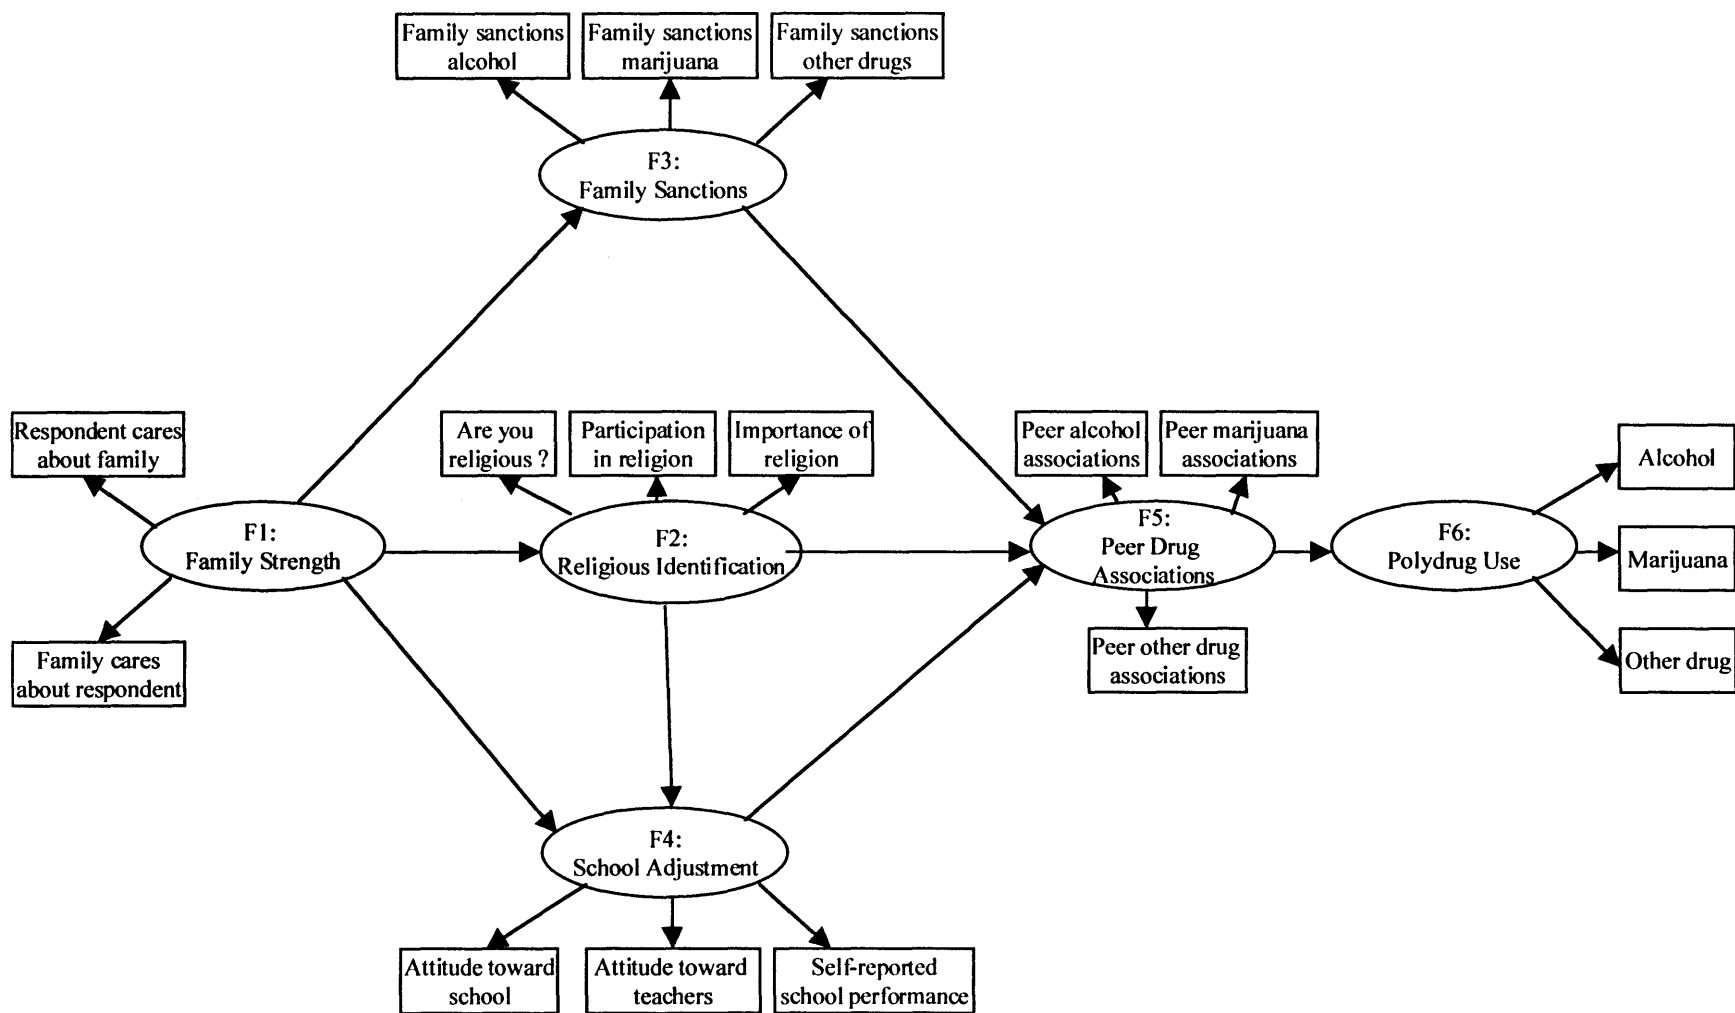 Family sanctions
alcohol
Family sanctions
marijuana
Family sanctions
other drugs
F3:
Family Sanctions
Respondent cares
about family
Are you
religious ?
Participation
in religion
Importance of
religion
Peer alcohol
associations
Peer marijuana
associations
Alcohol
F1:
Family Strength
F2:
Religious Identification
F5:
Peer Drug
Associations
F6:
Polydrug Use
Marijuana
Family cares
about respondent
Peer other drug
associations
Other drug
F4:
School Adjustment
Attitude toward
school
Attitude toward
teachers
Self-reported
school performance